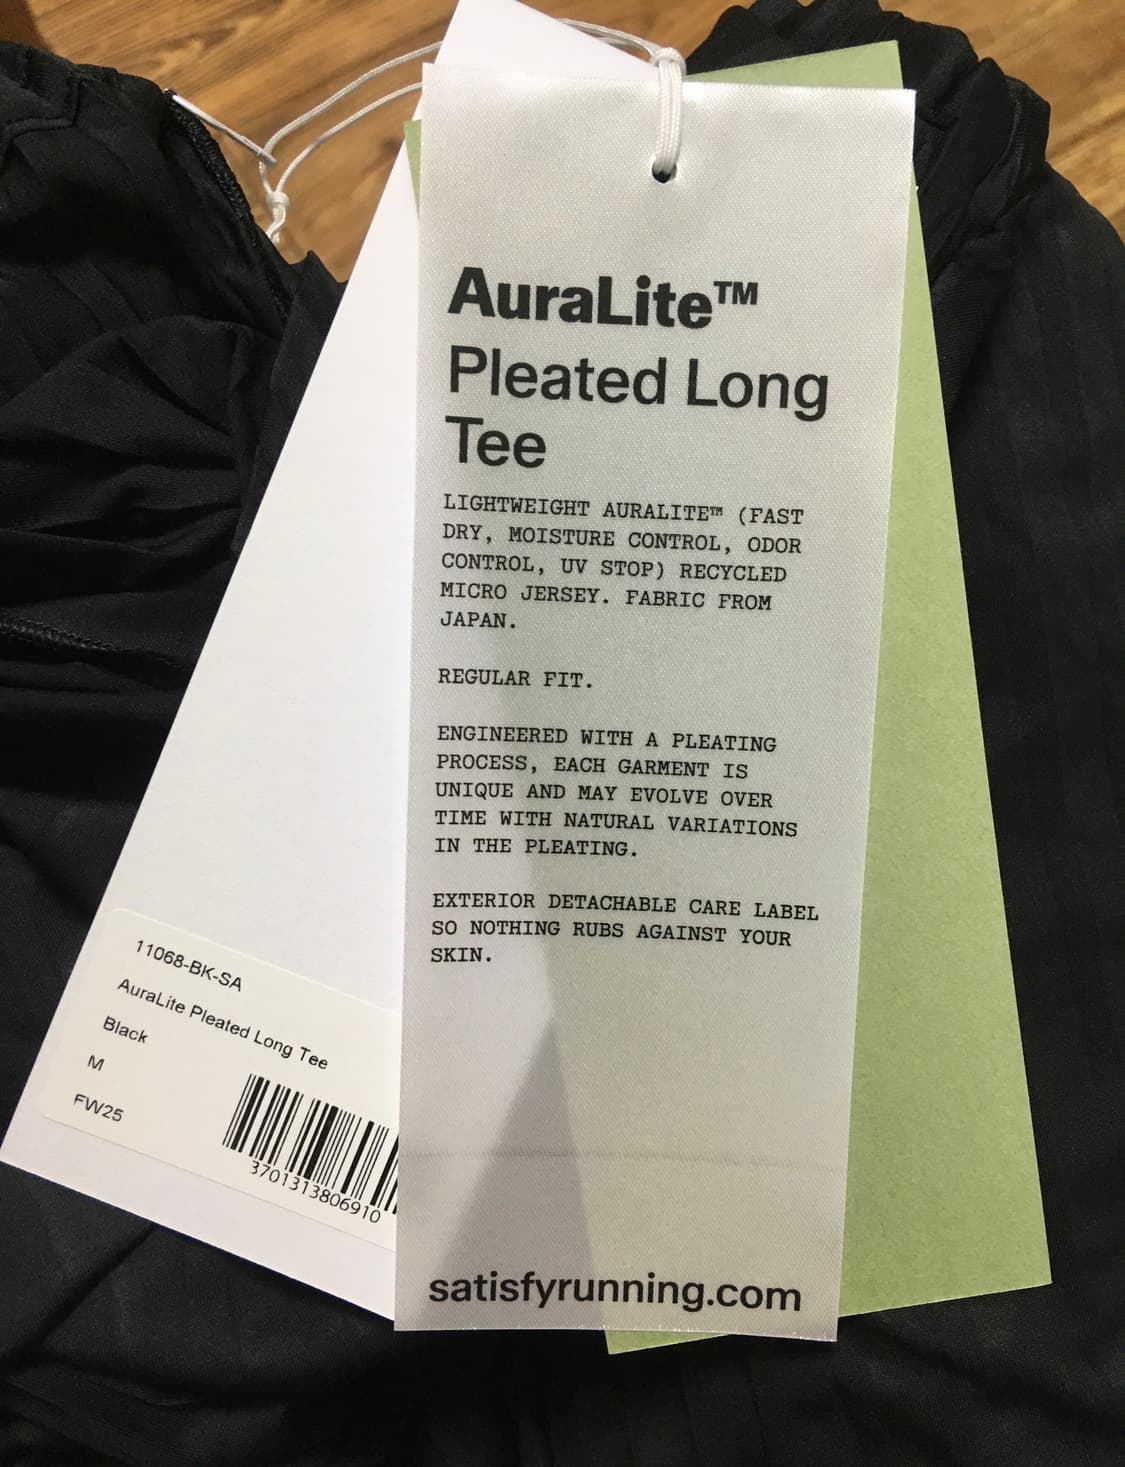 AuraLite™
Pleated Long
Tee
LIGHTWEIGHT AURALITE™ (FAST
DRY, MOISTURE CONTROL, ODOR
CONTROL, UV STOP) RECYCLED
MICRO JERSEY. FABRIC FROM
JAPAN.
REGULAR FIT.
ENGINEERED WITH A PLEATING
PROCESS, EACH GARMENT IS
UNIQUE AND MAY EVOLVE OVER
TIME WITH NATURAL VARIATIONS
IN THE PLEATING.
EXTERIOR DETACHABLE CARE LABEL
SO NOTHING RUBS AGAINST YOUR
SKIN.
satisfyrunning.com
11068-BK-SA
AuraLite Pleated Long Tee
Black
M
FW25
3701313806910